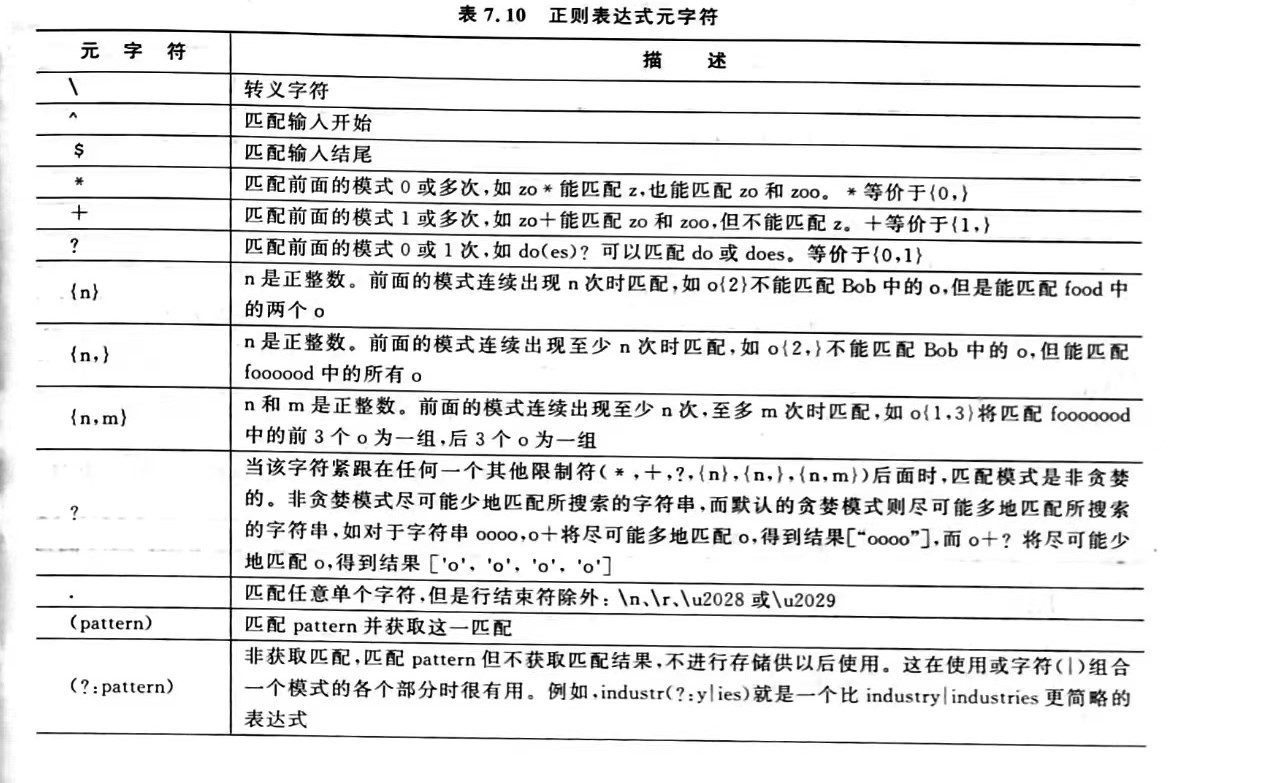 表 7.10 正则表达式元字符
元 字 符 描 述
\ 转义字符
^ 匹配输入开始
$ 匹配输入结尾
* 匹配前面的模式 0 或多次,如 zo * 能匹配 z,也能匹配 zo 和 zoo。 * 等价于{0,}
+ 匹配前面的模式 1 或多次,如 zo+能匹配 zo 和 zoo,但不能匹配 z。+等价于{1,}
? 匹配前面的模式 0 或 1 次,如 do(es)? 可以匹配 do 或 does。等价于{0,1}
{n} n 是正整数。前面的模式连续出现 n 次时匹配,如 o{2}不能匹配 Bob 中的 o,但是能匹配 food 中
的两个 o
{n,} n 是正整数。前面的模式连续出现至少 n 次时匹配,如 o{2,}不能匹配 Bob 中的 o,但能匹配
foooood 中的所有 o
{n,m} n 和 m 是正整数。前面的模式连续出现至少 n 次,至多 m 次时匹配,如 o{1,3}将匹配 fooooood
中的前 3 个 o 为一组,后 3 个 o 为一组
? 当该字符紧跟在任何一个其他限制符( *,+,?,{n},{n,},{n,m})后面时,匹配模式是非贪婪
的。非贪婪模式尽可能少地匹配所搜索的字符串,而默认的贪婪模式则尽可能多地匹配所搜索
的字符串,如对于字符串 oooo,o+将尽可能多地匹配 o,得到结果[“oooo”],而 o+? 将尽可能少
地匹配 o,得到结果 ['o', 'o', 'o', 'o']
. 匹配任意单个字符,但是行结束符除外: \n、\r、\u2028 或\u2029
(pattern) 匹配 pattern 并获取这一匹配
(?:pattern) 非获取匹配,匹配 pattern 但不获取匹配结果,不进行存储供以后使用。这在使用或字符(|)组合
一个模式的各个部分时很有用。例如,industr(?:y|ies)就是一个比 industry|industries 更简略的
表达式